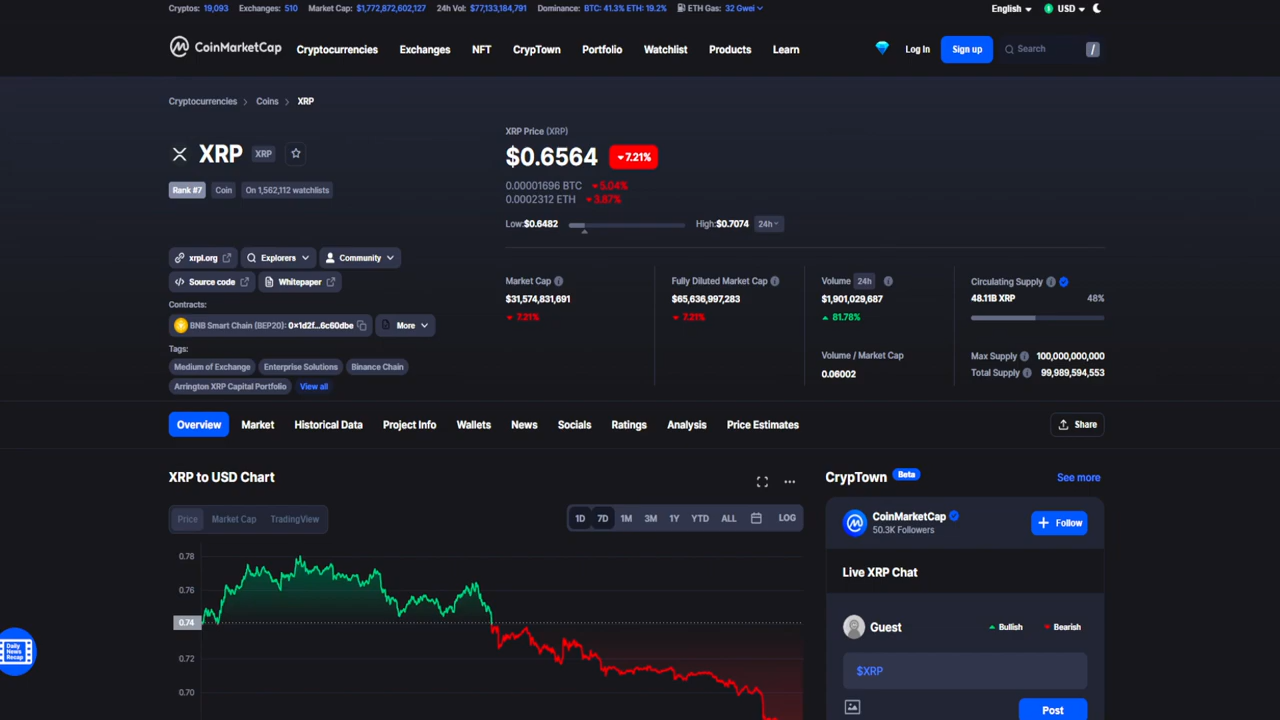 Cryptos: 19,093 Exchanges: 510 Market Cap: $1,772,872,602,127 24h Vol: $77,133,184,791 Dominance: BTC: 41.3% ETH: 19.2% ETH Gas: 32 Gwei English USD
CoinMarketCap Cryptocurrencies Exchanges NFT CrypTown Portfolio Watchlist Products Learn Log In Sign up Search /
Cryptocurrencies > Coins > XRP
XRP XRP
Rank #7 Coin On 1,562,112 watchlists
XRP Price (XRP)
$0.6564 7.21%
0.00001696 BTC 5.04%
0.0002312 ETH 3.87%
Low: $0.6482 High: $0.7074 24h
xrpl.org Explorers Community
Source code Whitepaper
Contracts:
BNB Smart Chain (BEP20): 0x1d2f...6c60dbe More
Tags:
Medium of Exchange Enterprise Solutions Binance Chain
Arrington XRP Capital Portfolio View all
Market Cap
$31,574,831,691
7.21%
Fully Diluted Market Cap
$65,636,997,283
7.21%
Volume 24h
$1,901,029,687
81.78%
Volume / Market Cap
0.06002
Circulating Supply
48.11B XRP 48%
Max Supply 100,000,000,000
Total Supply 99,989,594,553
Overview Market Historical Data Project Info Wallets News Socials Ratings Analysis Price Estimates Share
XRP to USD Chart
Price Market Cap TradingView 1D 7D 1M 3M 1Y YTD ALL LOG
0.78
0.76
0.74
0.72
0.70
Daily
News
Recap
CrypTown Beta See more
CoinMarketCap + Follow
50.3K Followers
Live XRP Chat
Guest Bullish Bearish
$XRP
Post